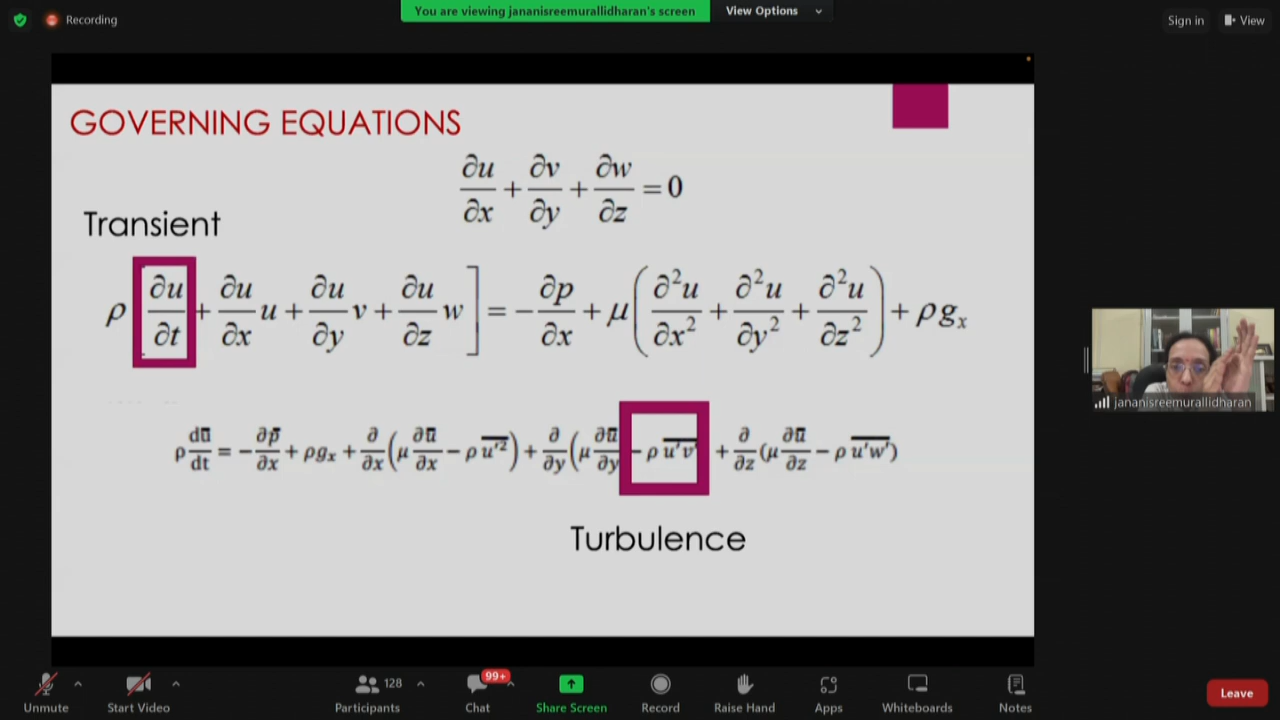 Recording
You are viewing jananisreemurallidharan's screen
View Options
Sign in
View
GOVERNING EQUATIONS
∂u/∂x + ∂v/∂y + ∂w/∂z = 0
Transient
ρ ∂u/∂t + ∂u/∂x u + ∂u/∂y v + ∂u/∂z w ] = − ∂p/∂x + μ ( ∂²u/∂x² + ∂²u/∂y² + ∂²u/∂z² ) + ρgₓ
ρ dū/dt = − ∂p̄/∂x + ρgₓ + ∂/∂x ( μ ∂ū/∂x − ρ u'²̅ ) + ∂/∂y ( μ ∂ū/∂y − ρ u'v'̅ + ∂/∂z ( μ ∂ū/∂z − ρ u'w'̅ )
Turbulence
jananisreemurallidharan
Unmute
Start Video
128
Participants
99+
Chat
Share Screen
Record
Raise Hand
Apps
Whiteboards
Notes
Leave